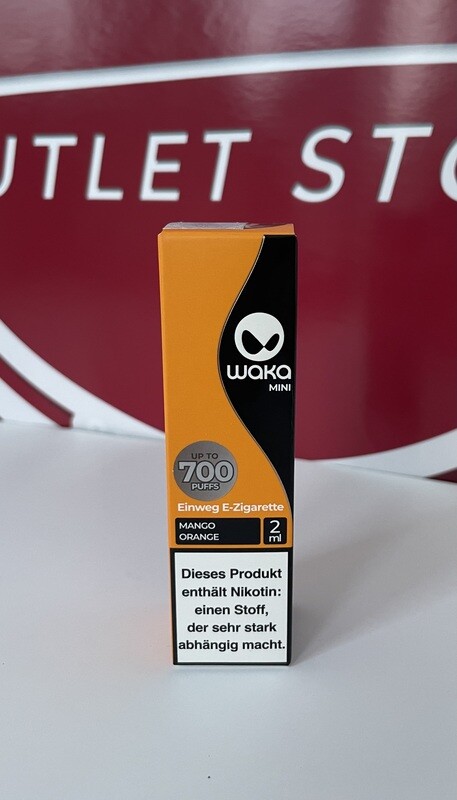 UTLET STO
waka
MINI
UP TO
700
PUFFS
Einweg E-Zigarette
MANGO
ORANGE
2
ml
Dieses Produkt
enthält Nikotin:
einen Stoff,
der sehr stark
abhängig macht.